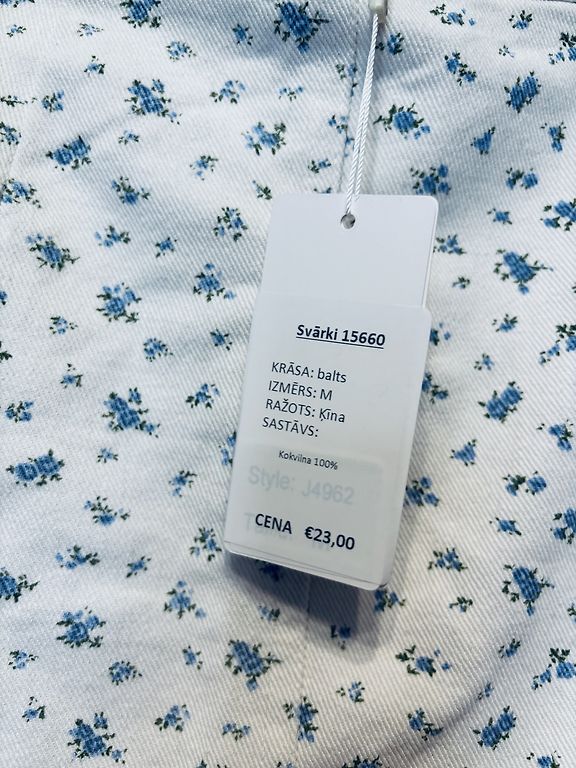 Svārki 15660
KRĀSA: balts
IZMĒRS: M
RAŽOTS: Ķīna
SASTĀVS:
Kokvilna 100%
Style: J4962
CENA €23,00